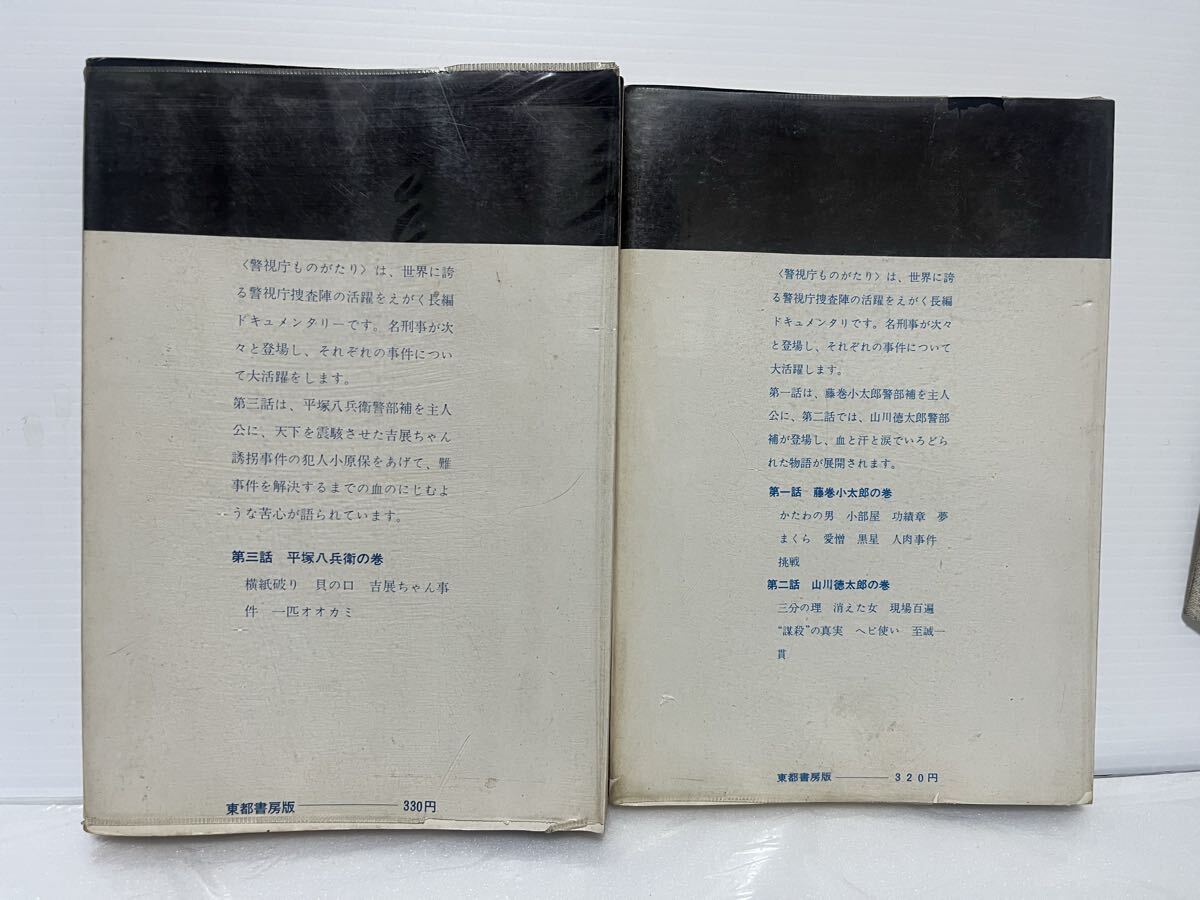 〈警視庁ものがたり〉は、世界に誇
る警視庁捜査陣の活躍をえがく長編
ドキュメンタリーです。名刑事が次
々と登場し、それぞれの事件につい
て大活躍をします。
第三話は、平塚八兵衛警部補を主人
公に、天下を震駭させた吉展ちゃん
誘拐事件の犯人小原保をあげて、難
事件を解決するまでの血のにじむよ
うな苦心が語られています。
第三話　平塚八兵衛の巻
横紙破り　貝の口　吉展ちゃん事
件　一匹オオカミ
東都書房版――330円
〈警視庁ものがたり〉は、世界に誇
る警視庁捜査陣の活躍をえがく長編
ドキュメンタリです。名刑事が次々
と登場し、それぞれの事件について
大活躍します。
第一話は、藤巻小太郎警部補を主人
公に、第二話では、山川徳太郎警部
補が登場し、血と汗と涙でいろどら
れた物語が展開されます。
第一話　藤巻小太郎の巻
かたわの男　小部屋　功績章　夢
まくら　愛憎　黒星　人肉事件
挑戦
第二話　山川徳太郎の巻
三分の理　消えた女　現場百遍
“謀殺”の真実　ヘビ使い　至誠一
貫
東都書房版――320円